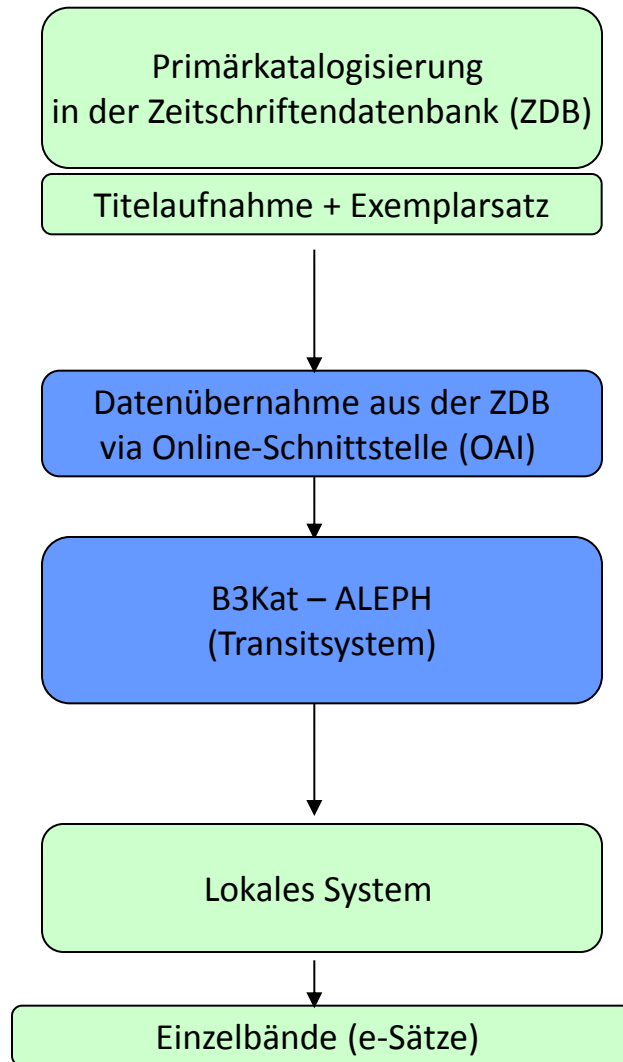 Primärkatalogisierung
in der Zeitschriftendatenbank (ZDB)
Titelaufnahme + Exemplarsatz
Datenübernahme aus der ZDB
via Online-Schnittstelle (OAI)
B3Kat – ALEPH
(Transitsystem)
Lokales System
Einzelbände (e-Sätze)